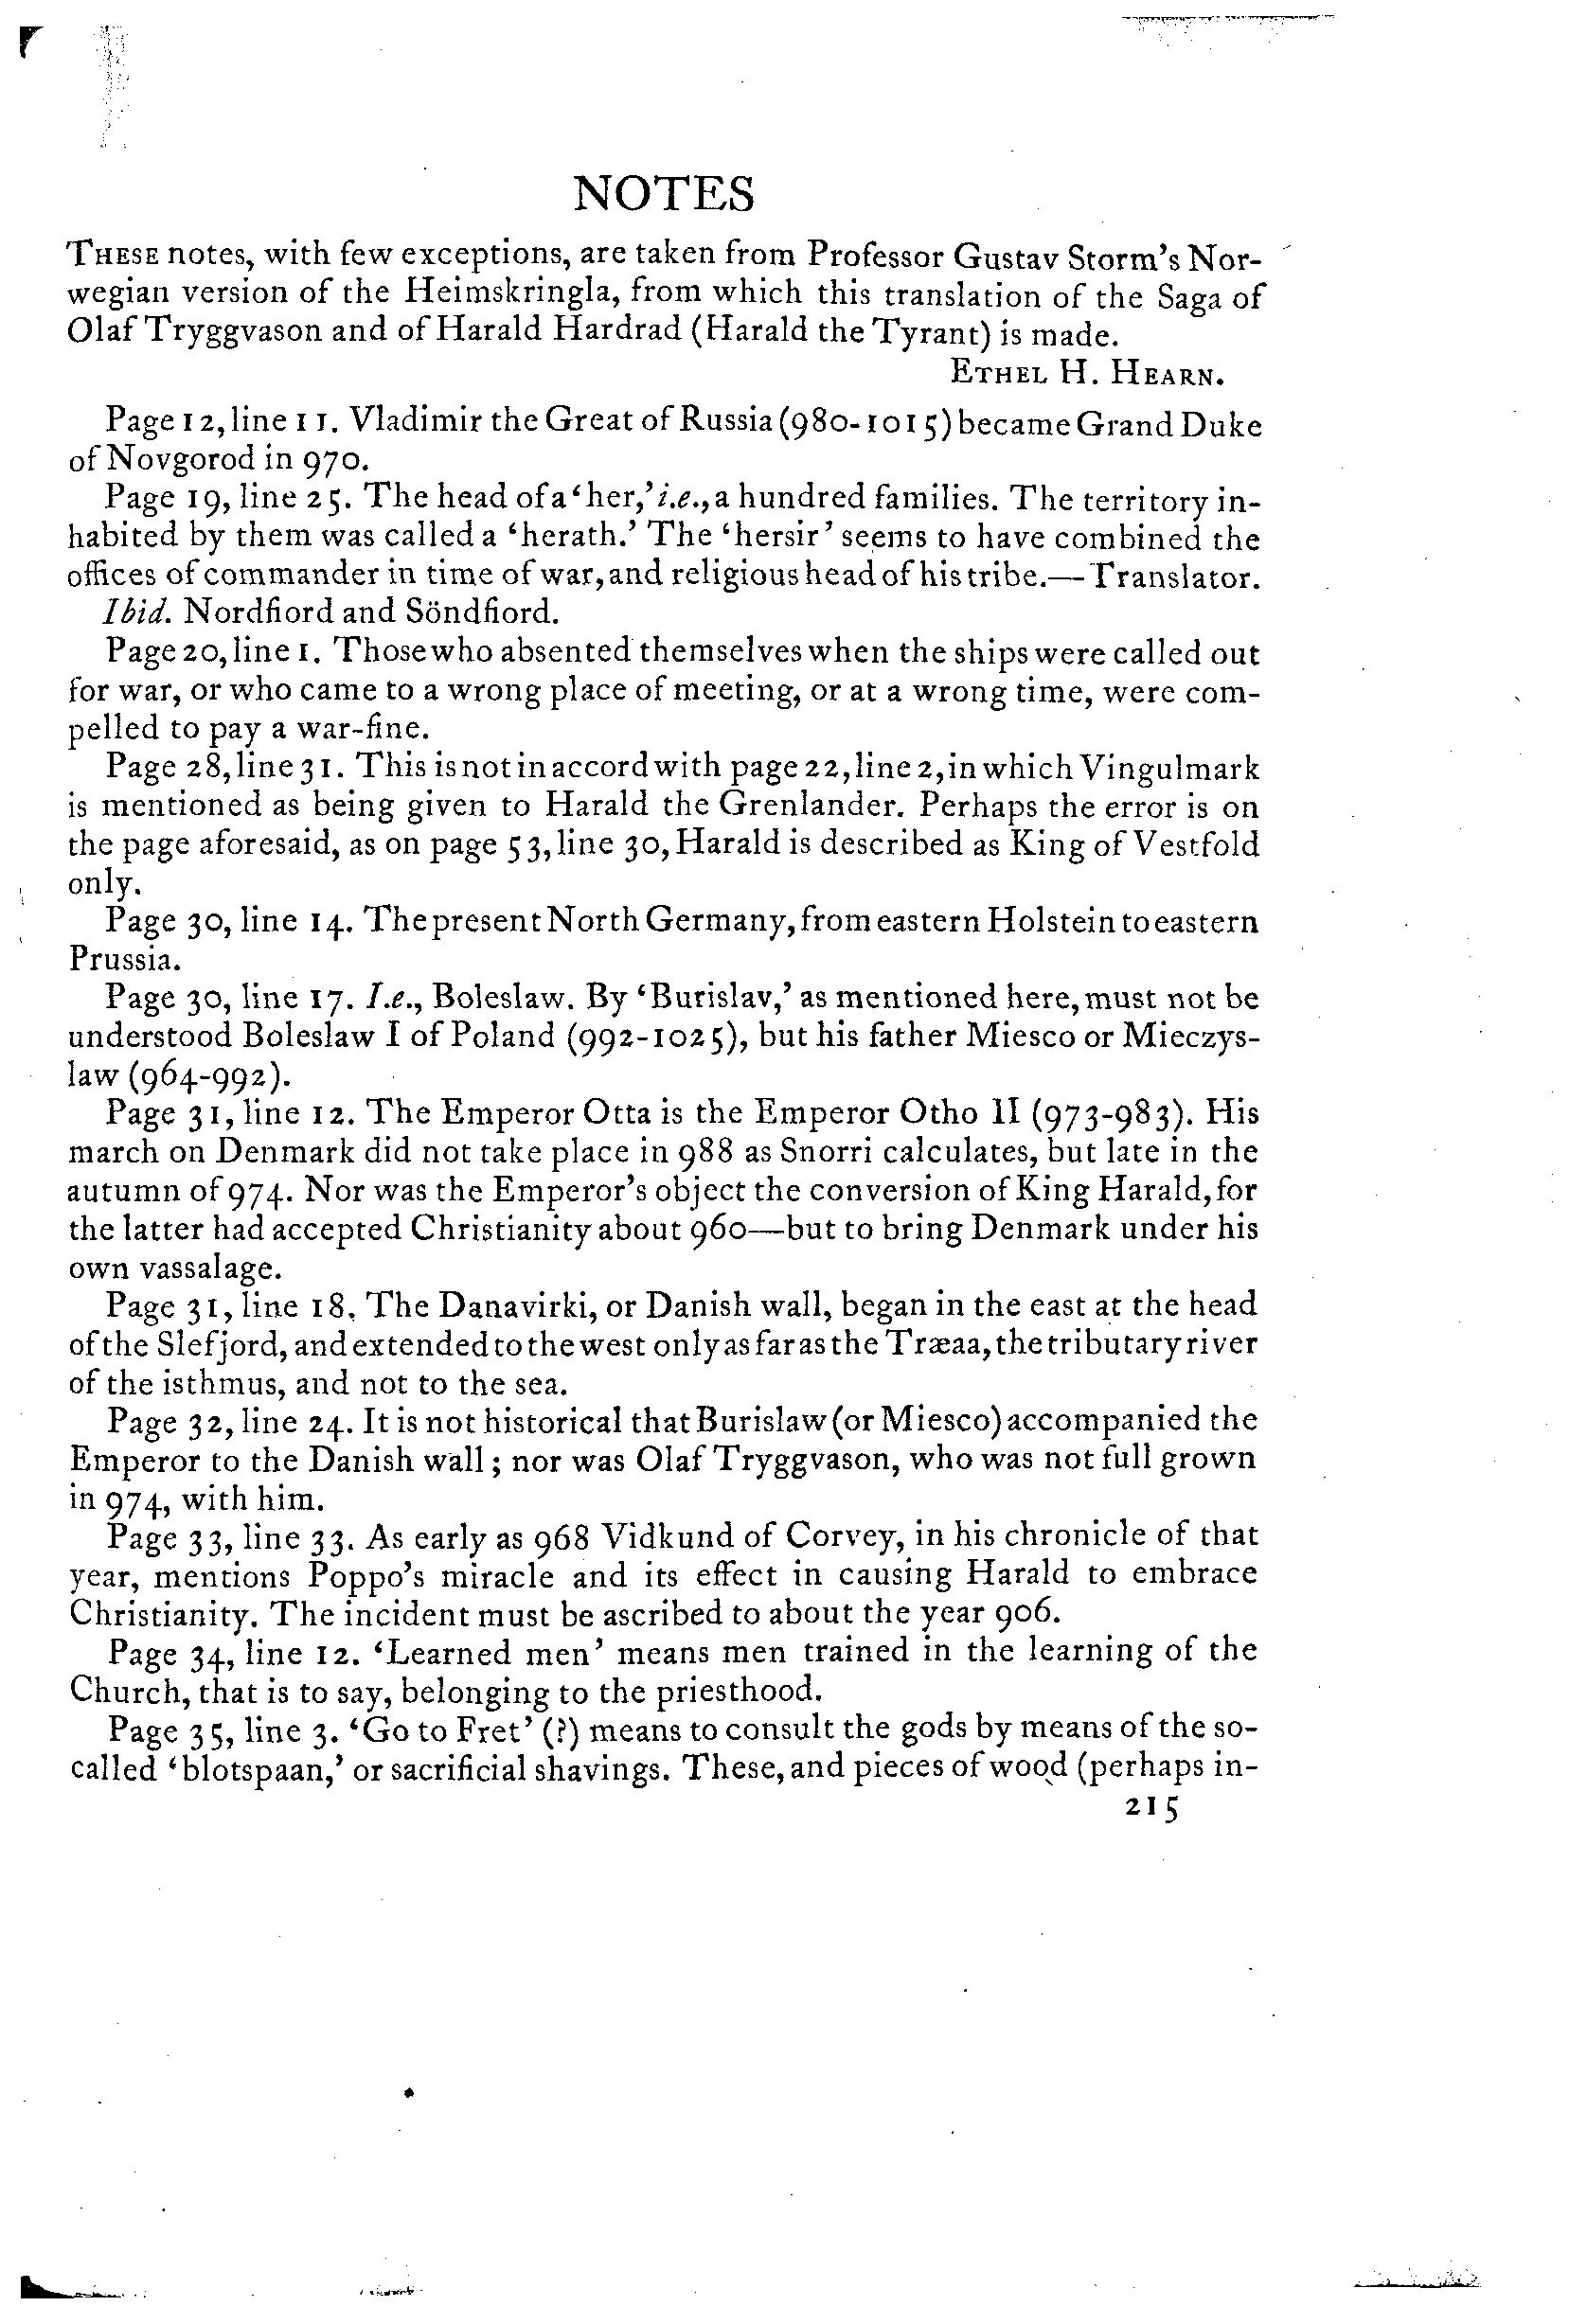 NOTES
THESE notes, with few exceptions, are taken from Professor Gustav Storm's Nor-
wegian version of the Heimskringla, from which this translation of the Saga of
Olaf Tryggvason and of Harald Hardrad (Harald the Tyrant) is made.
ETHEL H. HEARN.
Page 12, line 11. Vladimir the Great of Russia (980-1015) became Grand Duke
of Novgorod in 970.
Page 19, line 25. The head of a 'her,' i.e., a hundred families. The territory in-
habited by them was called a 'herath.' The 'hersir' seems to have combined the
offices of commander in time of war, and religious head of his tribe.—Translator.
Ibid. Nordfiord and Söndfiord.
Page 20, line 1. Those who absented themselves when the ships were called out
for war, or who came to a wrong place of meeting, or at a wrong time, were com-
pelled to pay a war-fine.
Page 28, line 31. This is not in accord with page 22, line 2, in which Vingulmark
is mentioned as being given to Harald the Grenlander. Perhaps the error is on
the page aforesaid, as on page 53, line 30, Harald is described as King of Vestfold
only.
Page 30, line 14. The present North Germany, from eastern Holstein to eastern
Prussia.
Page 30, line 17. I.e., Boleslaw. By 'Burislav,' as mentioned here, must not be
understood Boleslaw I of Poland (992-1025), but his father Miesco or Mieczys-
law (964-992).
Page 31, line 12. The Emperor Otta is the Emperor Otho II (973-983). His
march on Denmark did not take place in 988 as Snorri calculates, but late in the
autumn of 974. Nor was the Emperor's object the conversion of King Harald, for
the latter had accepted Christianity about 960—but to bring Denmark under his
own vassalage.
Page 31, line 18. The Danavirki, or Danish wall, began in the east at the head
of the Slefjord, and extended to the west only as far as the Træaa, the tributary river
of the isthmus, and not to the sea.
Page 32, line 24. It is not historical that Burislaw (or Miesco) accompanied the
Emperor to the Danish wall; nor was Olaf Tryggvason, who was not full grown
in 974, with him.
Page 33, line 33. As early as 968 Vidkund of Corvey, in his chronicle of that
year, mentions Poppo's miracle and its effect in causing Harald to embrace
Christianity. The incident must be ascribed to about the year 906.
Page 34, line 12. 'Learned men' means men trained in the learning of the
Church, that is to say, belonging to the priesthood.
Page 35, line 3. 'Go to Fret' (?) means to consult the gods by means of the so-
called 'blotspaan,' or sacrificial shavings. These, and pieces of wood (perhaps in-
215